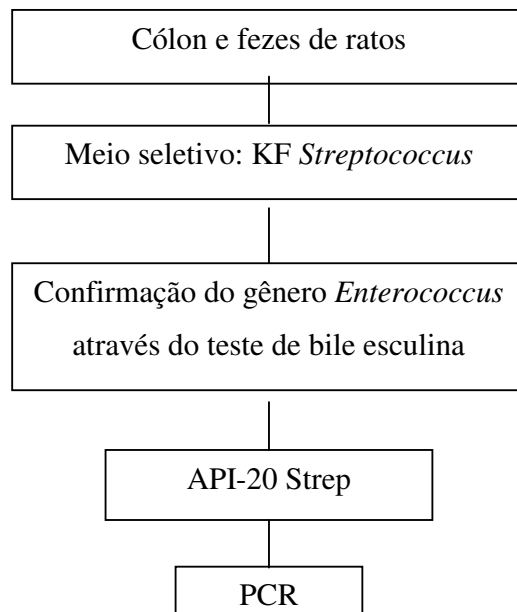 Cólon e fezes de ratos
Meio seletivo: KF Streptococcus
Confirmação do gênero Enterococcus
através do teste de bile esculina
API-20 Strep
PCR